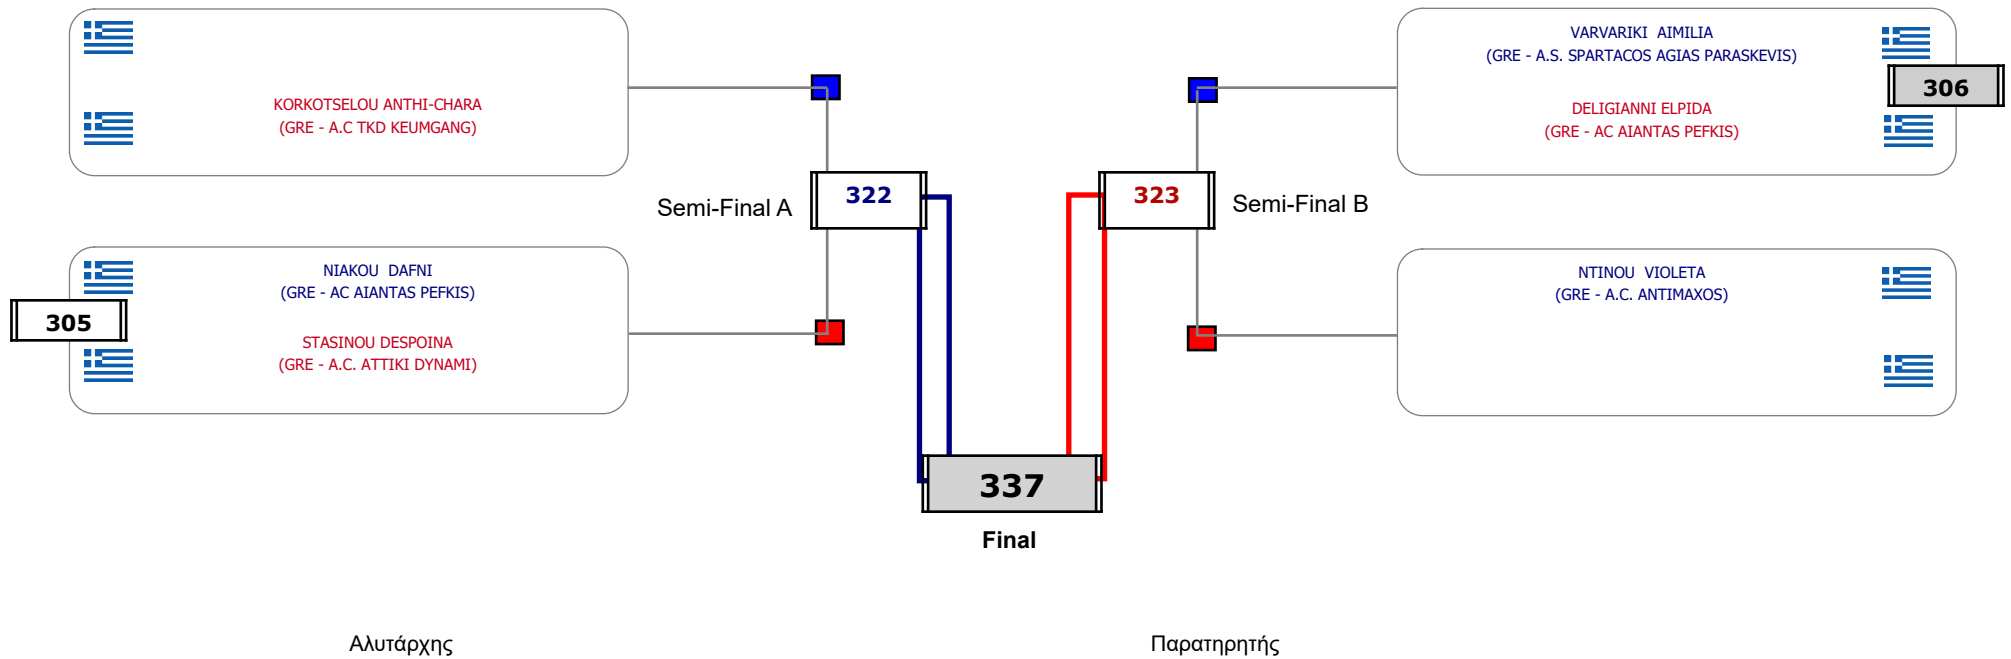 KORKOTSELOU ANTHI-CHARA
(GRE - A.C TKD KEUMGANG)
Semi-Final A
322
NIAKOU DAFNI
(GRE - AC AIANTAS PEFKIS)
305
STASINOU DESPOINA
(GRE - A.C. ATTIKI DYNAMI)
VARVARIKI AIMILIA
(GRE - A.S. SPARTACOS AGIAS PARASKEVIS)
306
DELIGIANNI ELPIDA
(GRE - AC AIANTAS PEFKIS)
323
Semi-Final B
NTINOU VIOLETA
(GRE - A.C. ANTIMAXOS)
337
Final
Αλυτάρχης
Παρατηρητής